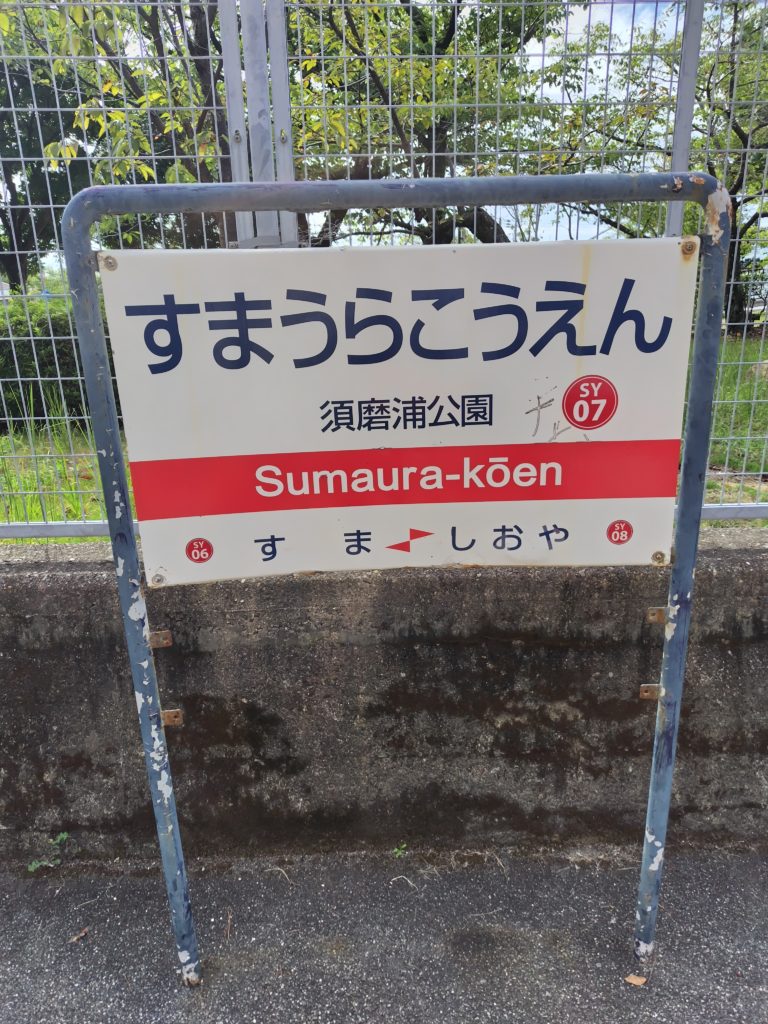 すまうらこうえん
須磨浦公園 SY 07
Sumaura-kōen
SY 06 すま しおや SY 08